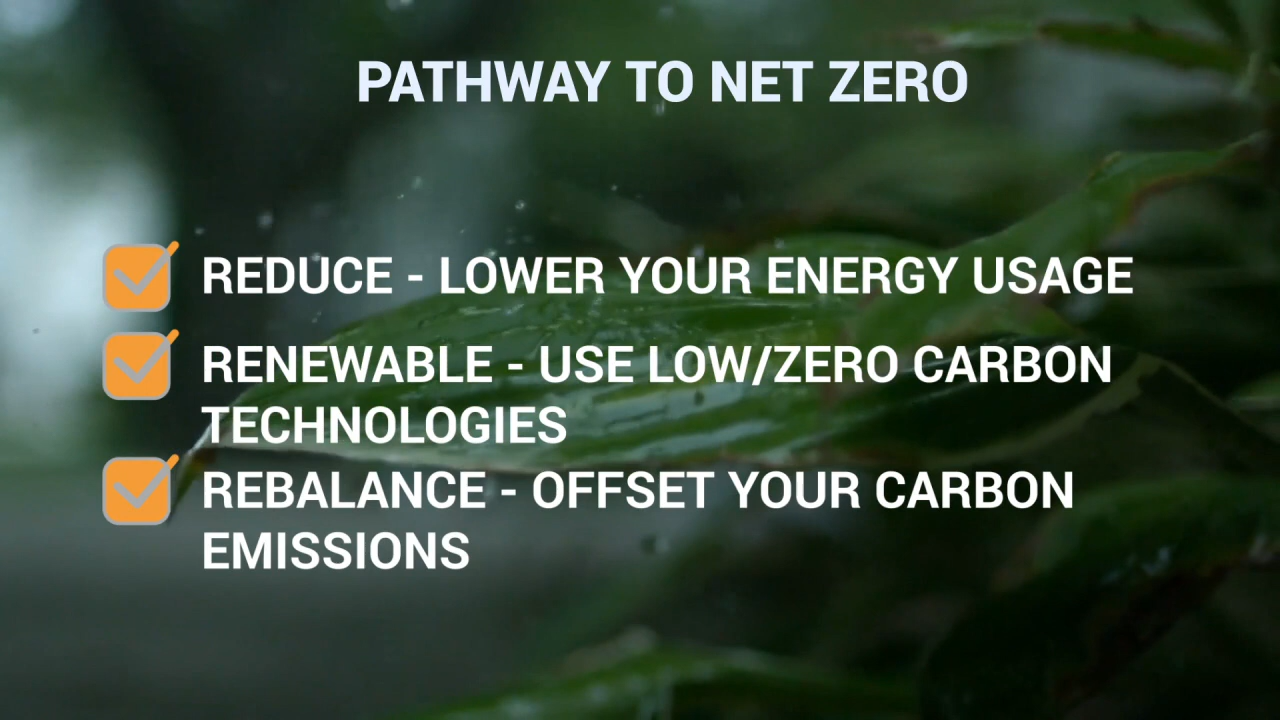 PATHWAY TO NET ZERO
REDUCE - LOWER YOUR ENERGY USAGE
RENEWABLE - USE LOW/ZERO CARBON
TECHNOLOGIES
REBALANCE - OFFSET YOUR CARBON
EMISSIONS